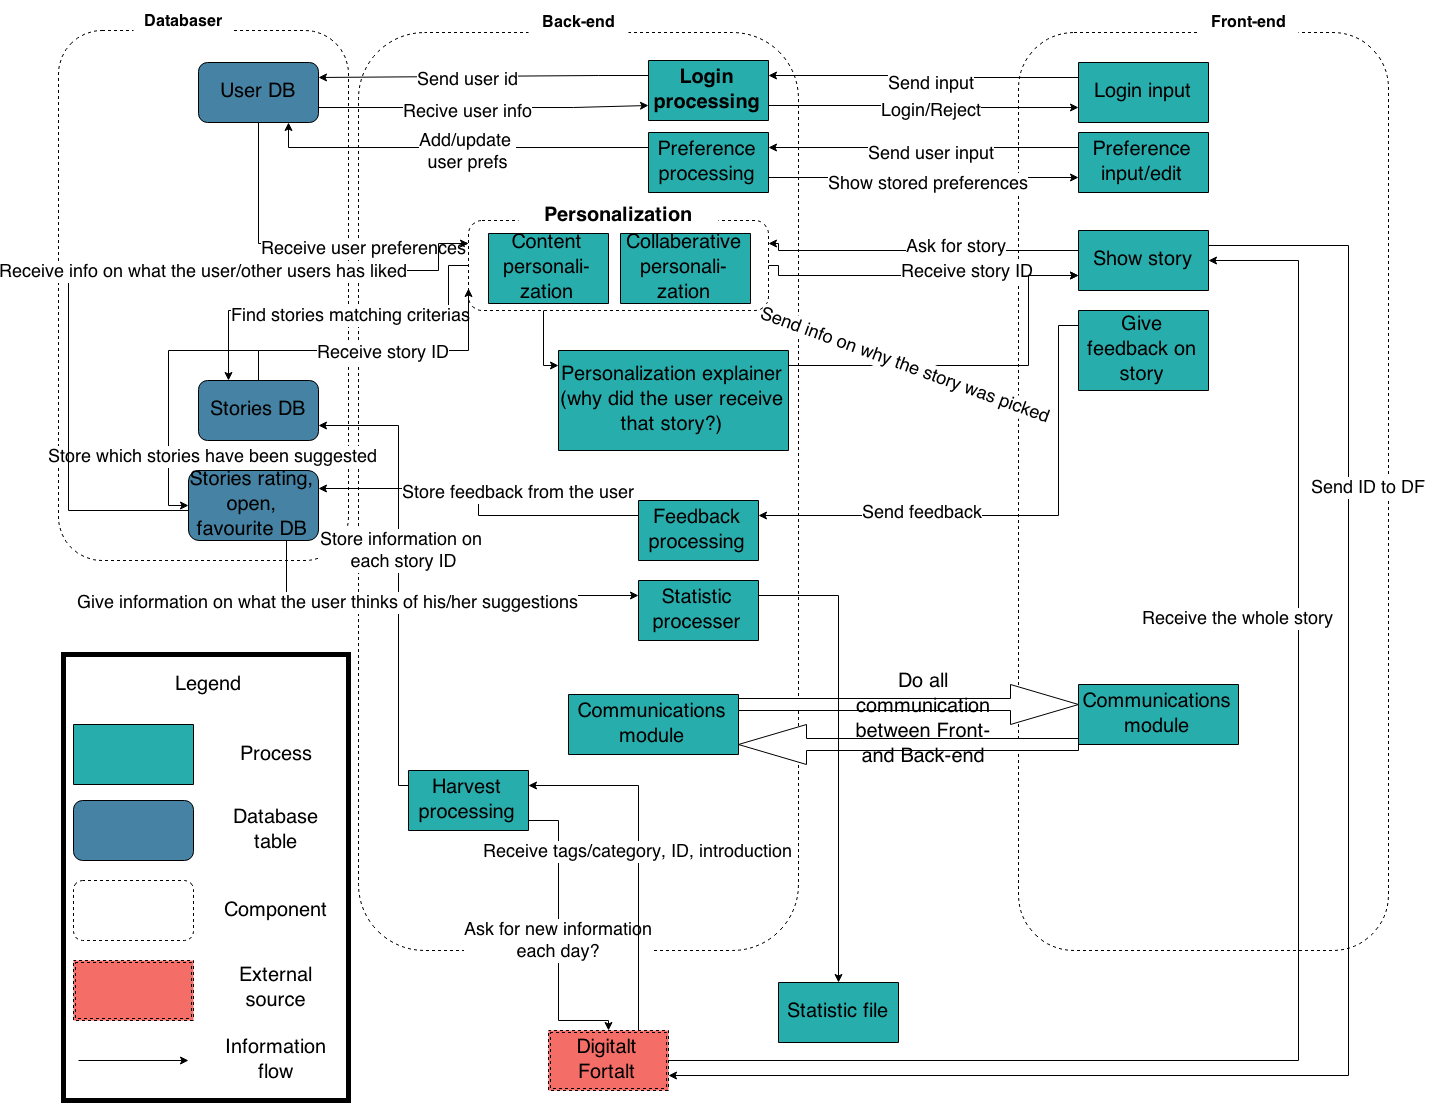 Databaser
Back-end
Front-end
User DB
Send user id
Login
processing
Send input
Login input
Recive user info
Login/Reject
Add/update
user prefs
Preference
processing
Send user input
Preference
input/edit
Show stored preferences
Personalization
Receive user preferences
Content
personali-
zation
Collaberative
personali-
zation
Ask for story
Show story
Receive info on what the user/other users has liked
Receive story ID
Find stories matching criterias
Send info on why the story was picked
Give
feedback on
story
Receive story ID
Personalization explainer
(why did the user receive
that story?)
Stories DB
Store which stories have been suggested
Stories rating,
open,
favourite DB
Store feedback from the user
Feedback
processing
Send feedback
Send ID to DF
Store information on
each story ID
Give information on what the user thinks of his/her suggestions
Statistic
processer
Receive the whole story
Communications
module
Do all
communication
between Front-
and Back-end
Communications
module
Harvest
processing
Receive tags/category, ID, introduction
Ask for new information
each day?
Statistic file
Digitalt
Fortalt
Legend
Process
Database
table
Component
External
source
Information
flow